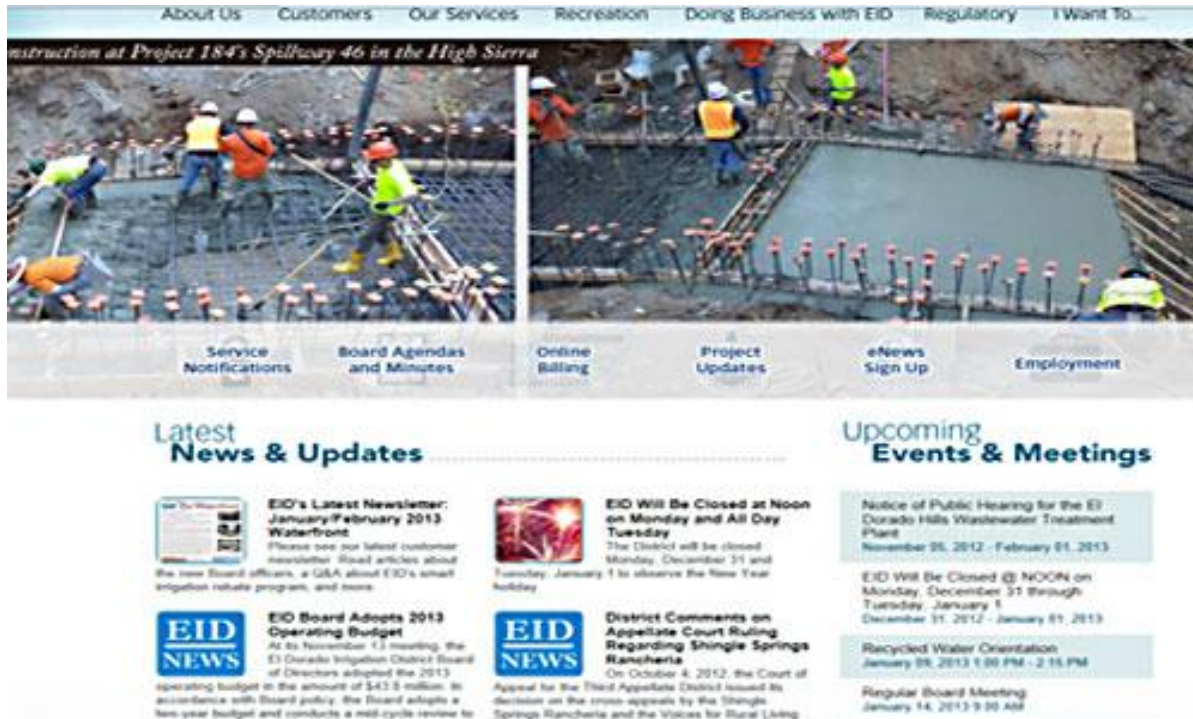 About Us Customers Our Services Recreation Doing Business with EID Regulatory I Want To...
nstruction at Project 184's Spillway 46 in the High Sierra
Service
Notifications
Board Agendas
and Minutes
Online
Billing
Project
Updates
eNews
Sign Up
Employment
Latest
News & Updates
EID's Latest Newsletter:
January/February 2013
Waterfront
Please see our latest customer
newsletter. Read articles about
the new Board officers, a Q&A about EID's smart
irrigation rebate program, and more.
EID Will Be Closed at Noon
on Monday and All Day
Tuesday
The District will be closed
Monday, December 31 and
Tuesday, January 1 to observe the New Year
holiday.
EID
NEWS
EID Board Adopts 2013
Operating Budget
At its November 13 meeting, the
El Dorado Irrigation District Board
of Directors adopted the 2013
operating budget in the amount of $43.8 million. In
accordance with Board policy, the Board adopts a
two-year budget and conducts a mid-cycle review to
EID
NEWS
District Comments on
Appellate Court Ruling
Regarding Shingle Springs
Rancheria
On October 4, 2012, the Court of
Appeal for the Third Appellate District issued its
decision on the cross-appeals by the Shingle
Springs Rancheria and the Voices for Rural Living
Upcoming
Events & Meetings
Notice of Public Hearing for the El
Dorado Hills Wastewater Treatment
Plant
November 05, 2012 - February 01, 2013
EID Will Be Closed @ NOON on
Monday, December 31 through
Tuesday, January 1
December 31, 2012 - January 01, 2013
Recycled Water Orientation
January 09, 2013 1:00 PM - 2:15 PM
Regular Board Meeting
January 14, 2013 9:00 AM